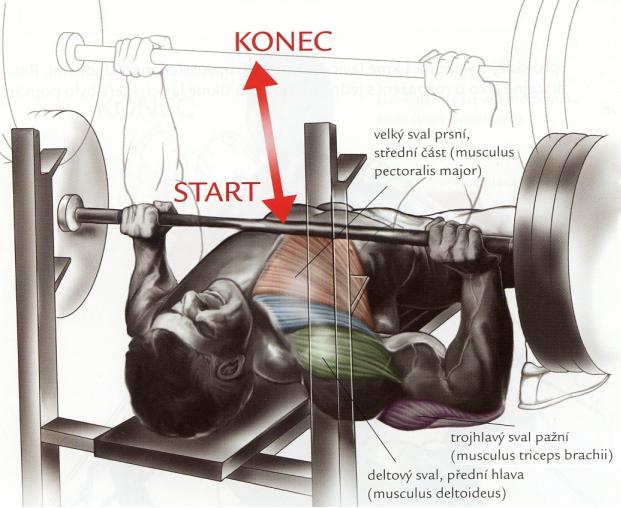 KONEC
velký sval prsní,
střední část (musculus
pectoralis major)
START
trojhlavý sval pažní
(musculus triceps brachii)
deltový sval, přední hlava
(musculus deltoideus)